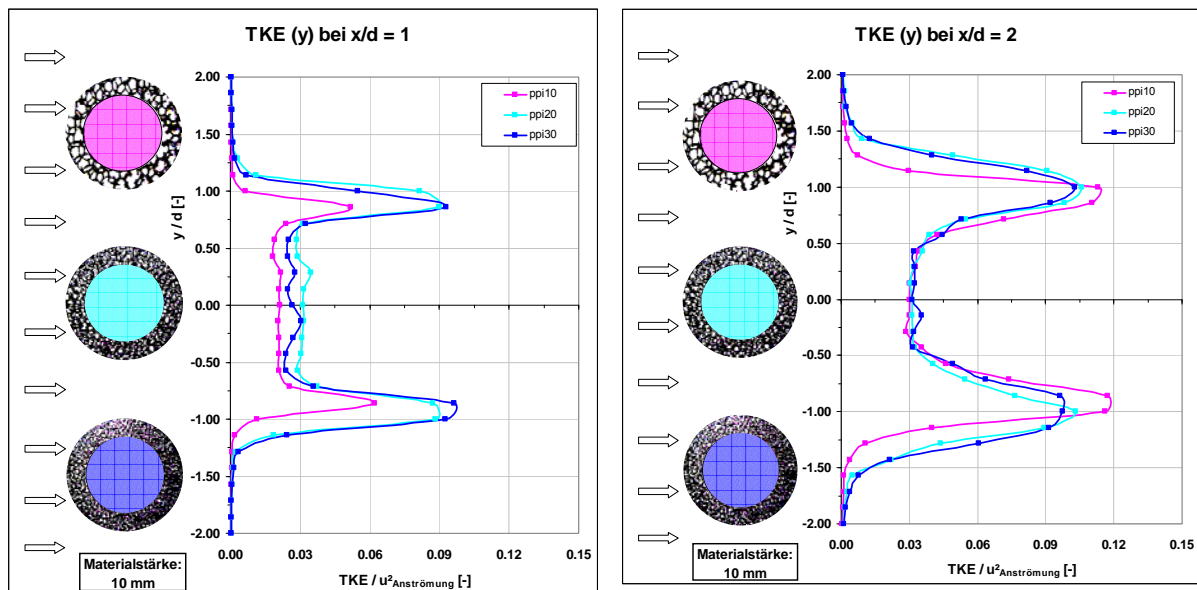 TKE (y) bei x/d = 1
2.00
1.50
1.00
0.50
0.00
-0.50
-1.00
-1.50
-2.00
y / d [-]
ppi10
ppi20
ppi30
0.00
0.03
0.06
0.09
0.12
0.15
TKE / u²Anströmung [-]
Materialstärke:
10 mm
TKE (y) bei x/d = 2
2.00
1.50
1.00
0.50
0.00
-0.50
-1.00
-1.50
-2.00
y / d [-]
ppi10
ppi20
ppi30
0.00
0.03
0.06
0.09
0.12
0.15
TKE / u²Anströmung [-]
Materialstärke:
10 mm